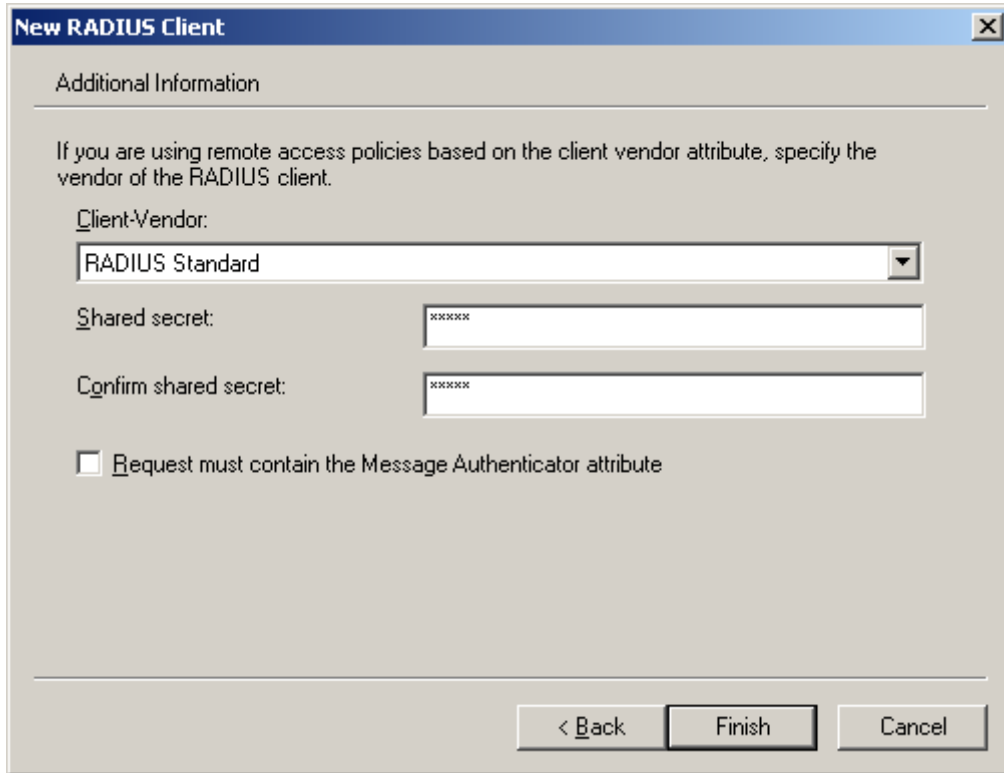 New RADIUS Client
Additional Information
If you are using remote access policies based on the client vendor attribute, specify the
vendor of the RADIUS client.
Client-Vendor:
RADIUS Standard
Shared secret:
*****
Confirm shared secret:
*****
Request must contain the Message Authenticator attribute
< Back
Finish
Cancel